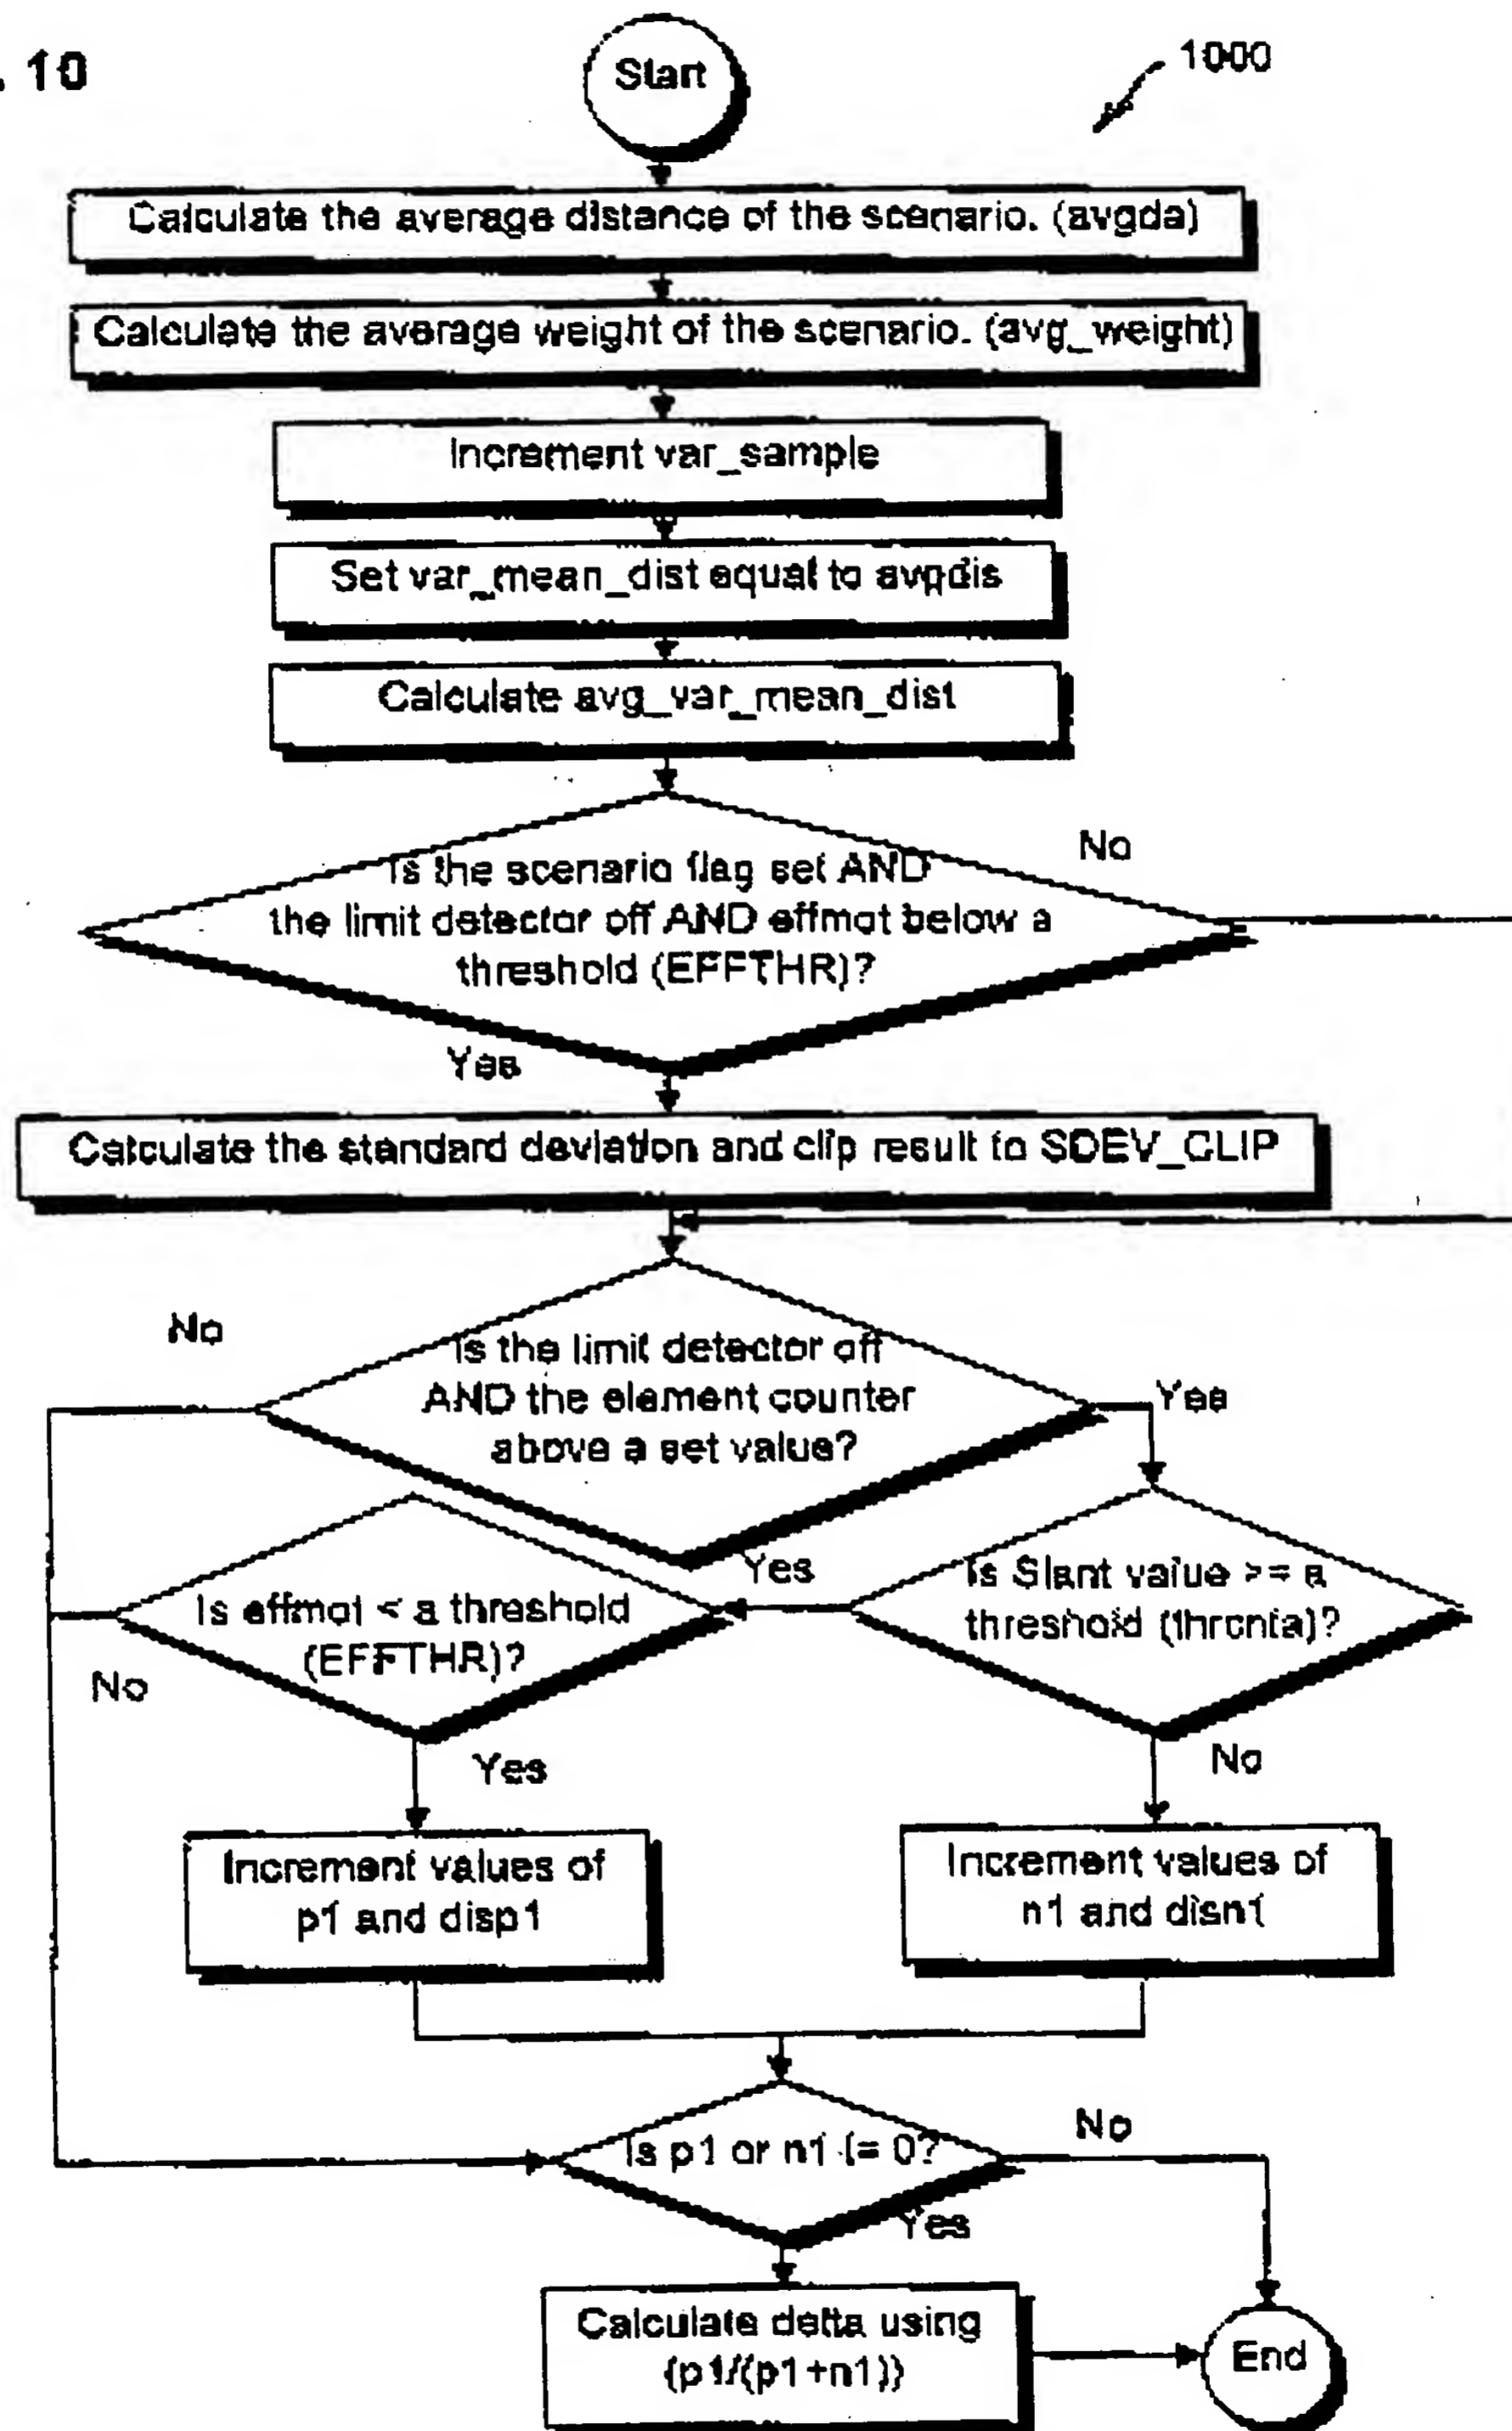 . 10
1000
Start
Calculate the average distance of the scenario. (avgda)
Calculate the average weight of the scenario. (avg_weight)
Increment var_sample
Set var_mean_dist equal to avgdis
Calculate avg_var_mean_dist
Is the scenario flag set AND
the limit detector off AND effmot below a
threshold (EFFTHR)?
No
Yes
Calculate the standard deviation and clip result to SDEV_CLIP
No
Is the limit detector off
AND the element counter
above a set value?
Yes
Is effmot < a threshold
(EFFTHR)?
Yes
Is Slant value >= a
threshold (thrcnta)?
No
Yes
No
Increment values of
p1 and disp1
Increment values of
n1 and disn1
Is p1 or n1 != 0?
No
Yes
Calculate delta using
(p1/(p1+n1))
End